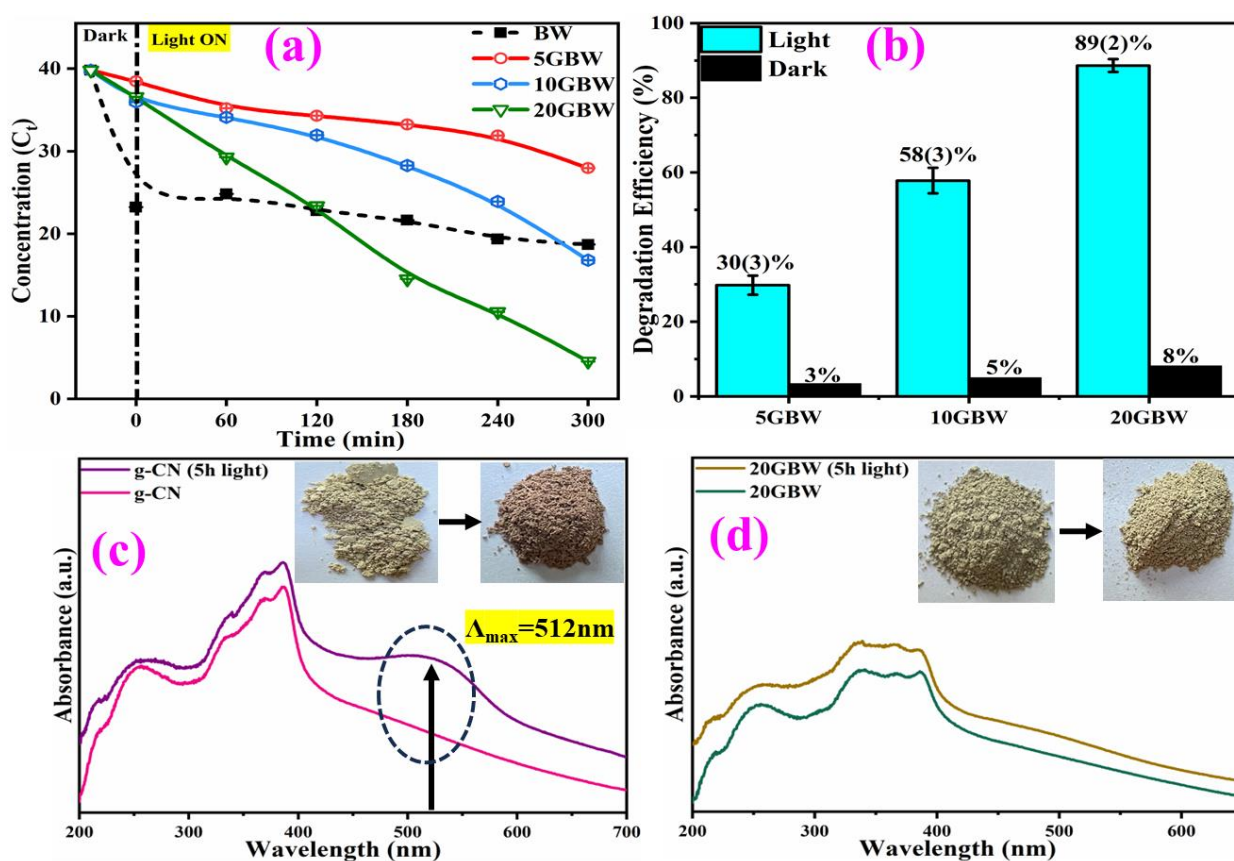 Dark
Light ON
(a)
BW
5GBW
10GBW
20GBW
Concentration (Cₜ)
40
30
20
10
0
0 60 120 180 240 300
Time (min)
(b)
Light
Dark
Degradation Efficiency (%)
100
80
60
40
20
0
30(3)%
3%
58(3)%
5%
89(2)%
8%
5GBW 10GBW 20GBW
g-CN (5h light)
g-CN
(c)
Λmax=512nm
Absorbance (a.u.)
200 300 400 500 600 700
Wavelength (nm)
20GBW (5h light)
20GBW
(d)
Absorbance (a.u.)
200 300 400 500 600
Wavelength (nm)